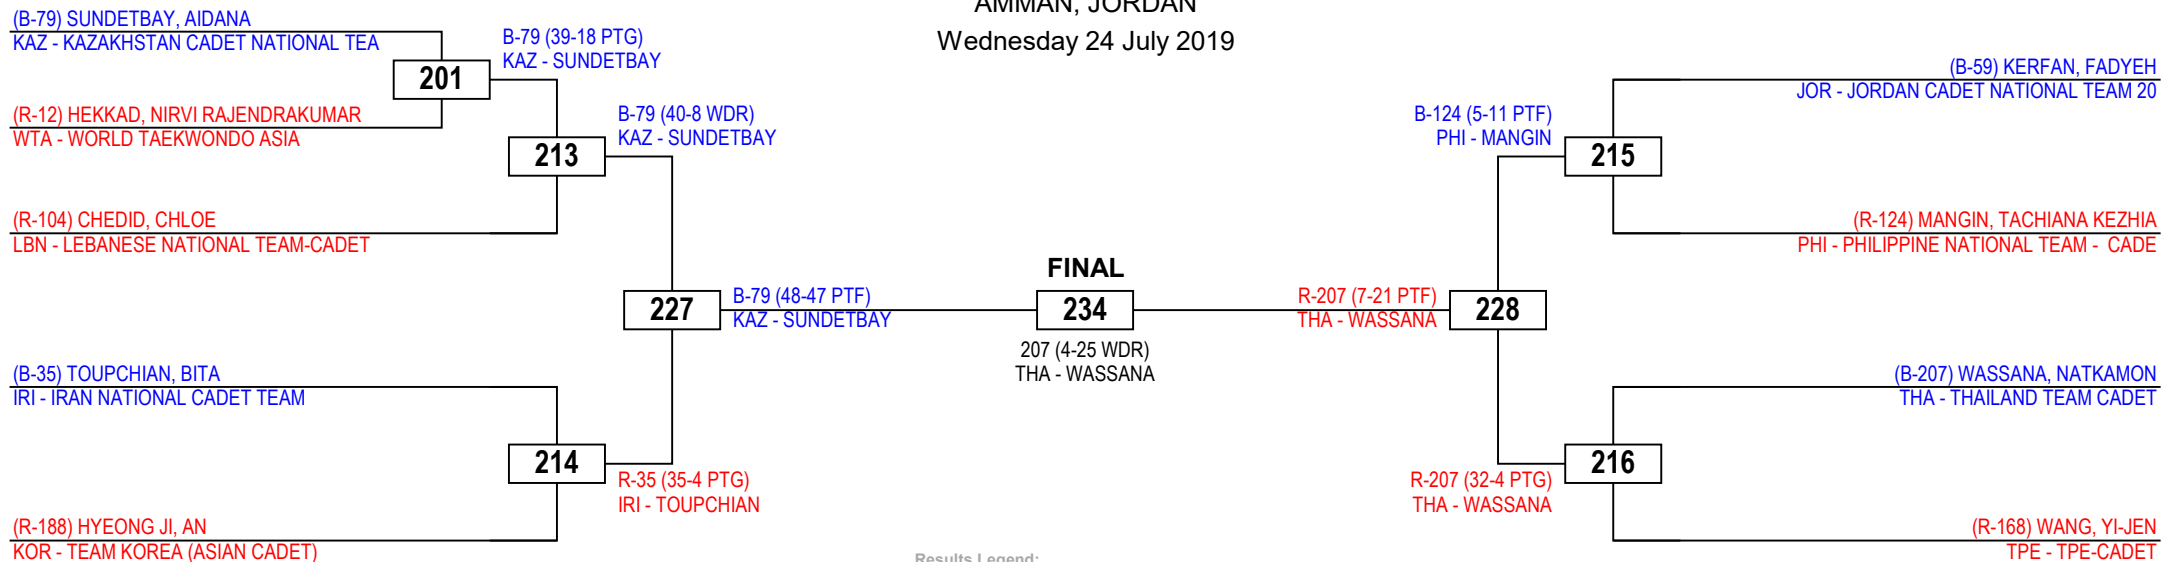 AMMAN, JORDAN
Wednesday 24 July 2019
(B-79) SUNDETBAY, AIDANA
KAZ - KAZAKHSTAN CADET NATIONAL TEA
201
B-79 (39-18 PTG)
KAZ - SUNDETBAY
(R-12) HEKKAD, NIRVI RAJENDRAKUMAR
WTA - WORLD TAEKWONDO ASIA
213
B-79 (40-8 WDR)
KAZ - SUNDETBAY
(R-104) CHEDID, CHLOE
LBN - LEBANESE NATIONAL TEAM-CADET
227
B-79 (48-47 PTF)
KAZ - SUNDETBAY
(B-35) TOUPCHIAN, BITA
IRI - IRAN NATIONAL CADET TEAM
214
R-35 (35-4 PTG)
IRI - TOUPCHIAN
(R-188) HYEONG JI, AN
KOR - TEAM KOREA (ASIAN CADET)
FINAL
234
207 (4-25 WDR)
THA - WASSANA
(B-59) KERFAN, FADYEH
JOR - JORDAN CADET NATIONAL TEAM 20
B-124 (5-11 PTF)
PHI - MANGIN
215
(R-124) MANGIN, TACHIANA KEZHIA
PHI - PHILIPPINE NATIONAL TEAM - CADE
R-207 (7-21 PTF)
THA - WASSANA
228
(B-207) WASSANA, NATKAMON
THA - THAILAND TEAM CADET
R-207 (32-4 PTG)
THA - WASSANA
216
(R-168) WANG, YI-JEN
TPE - TPE-CADET
Results Legend: